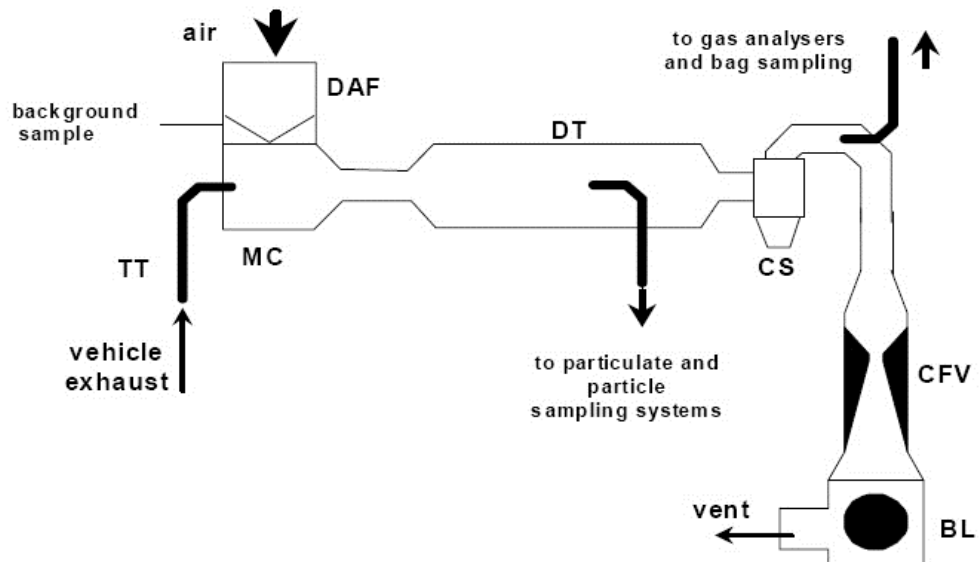 air
DAF
background
sample
TT
MC
vehicle
exhaust
DT
to particulate and
particle
sampling systems
to gas analysers
and bag sampling
CS
CFV
vent
BL